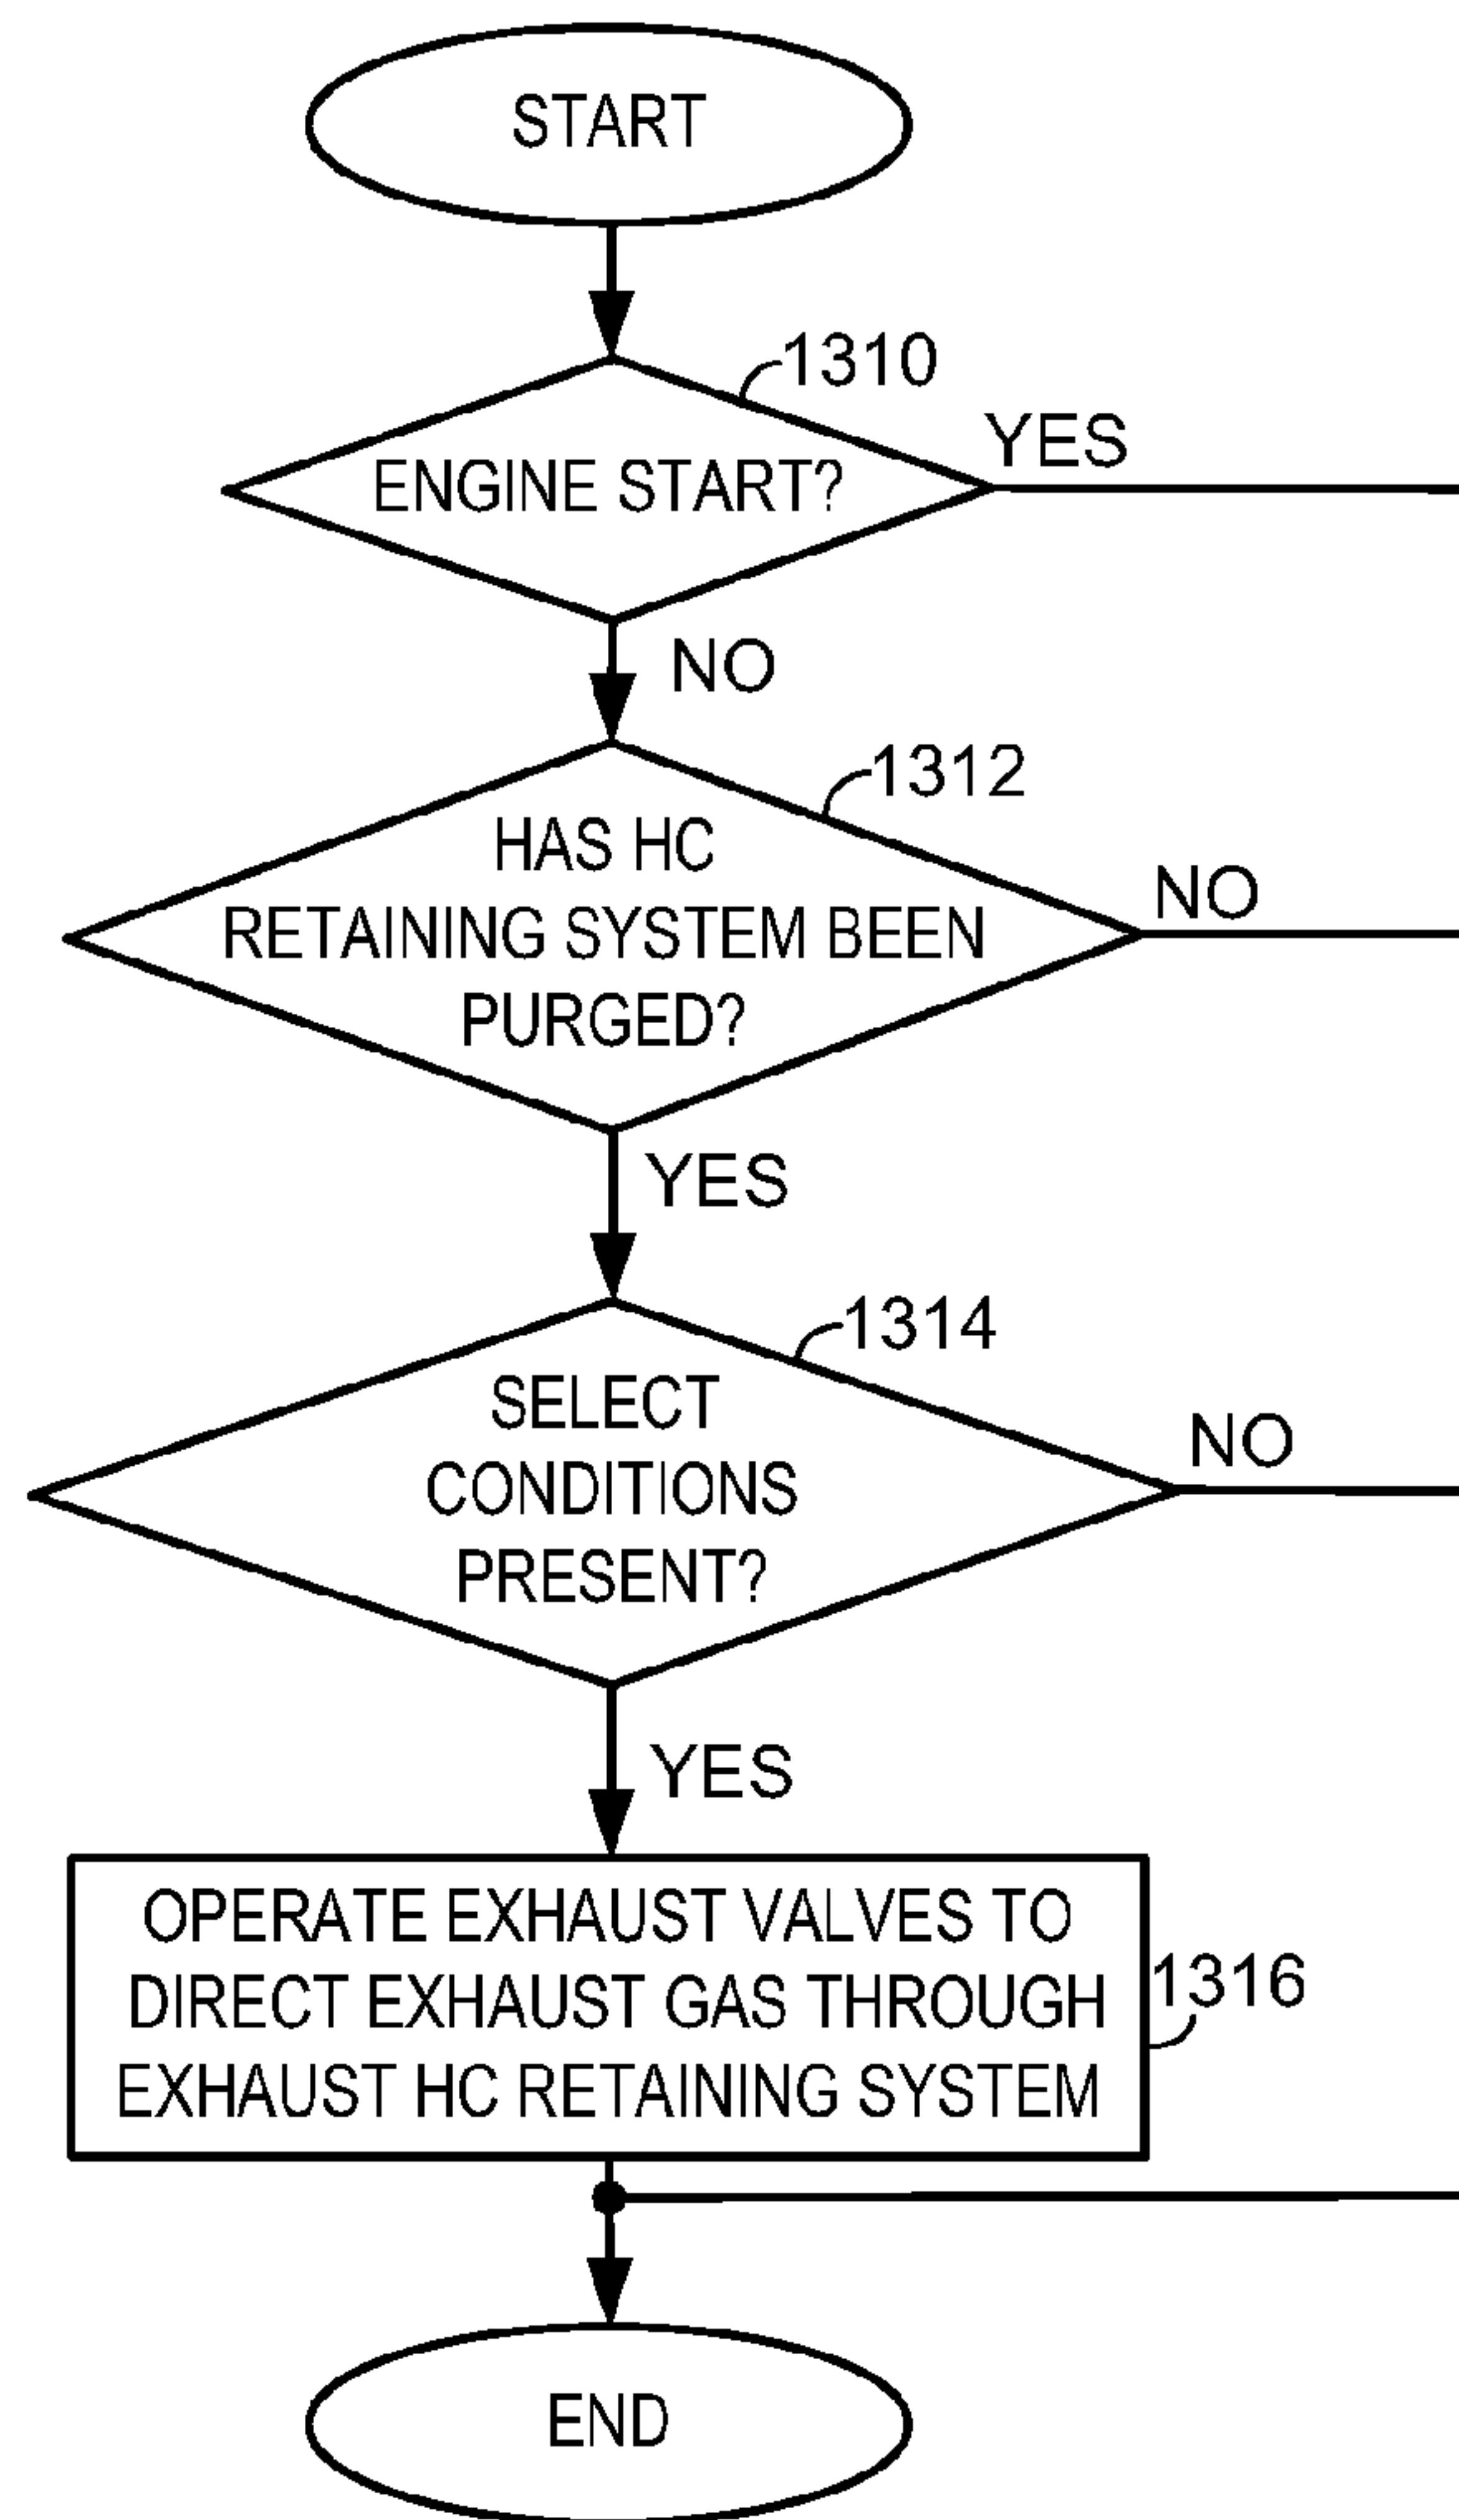 START
1310
YES
ENGINE START?
NO
1312
HAS HC
NO
RETAINING SYSTEM BEEN
PURGED?
YES
1314
SELECT
NO
CONDITIONS
PRESENT?
YES
OPERATE EXHAUST VALVES TO
DIRECT EXHAUST GAS THROUGH
1316
EXHAUST HC RETAINING SYSTEM
END